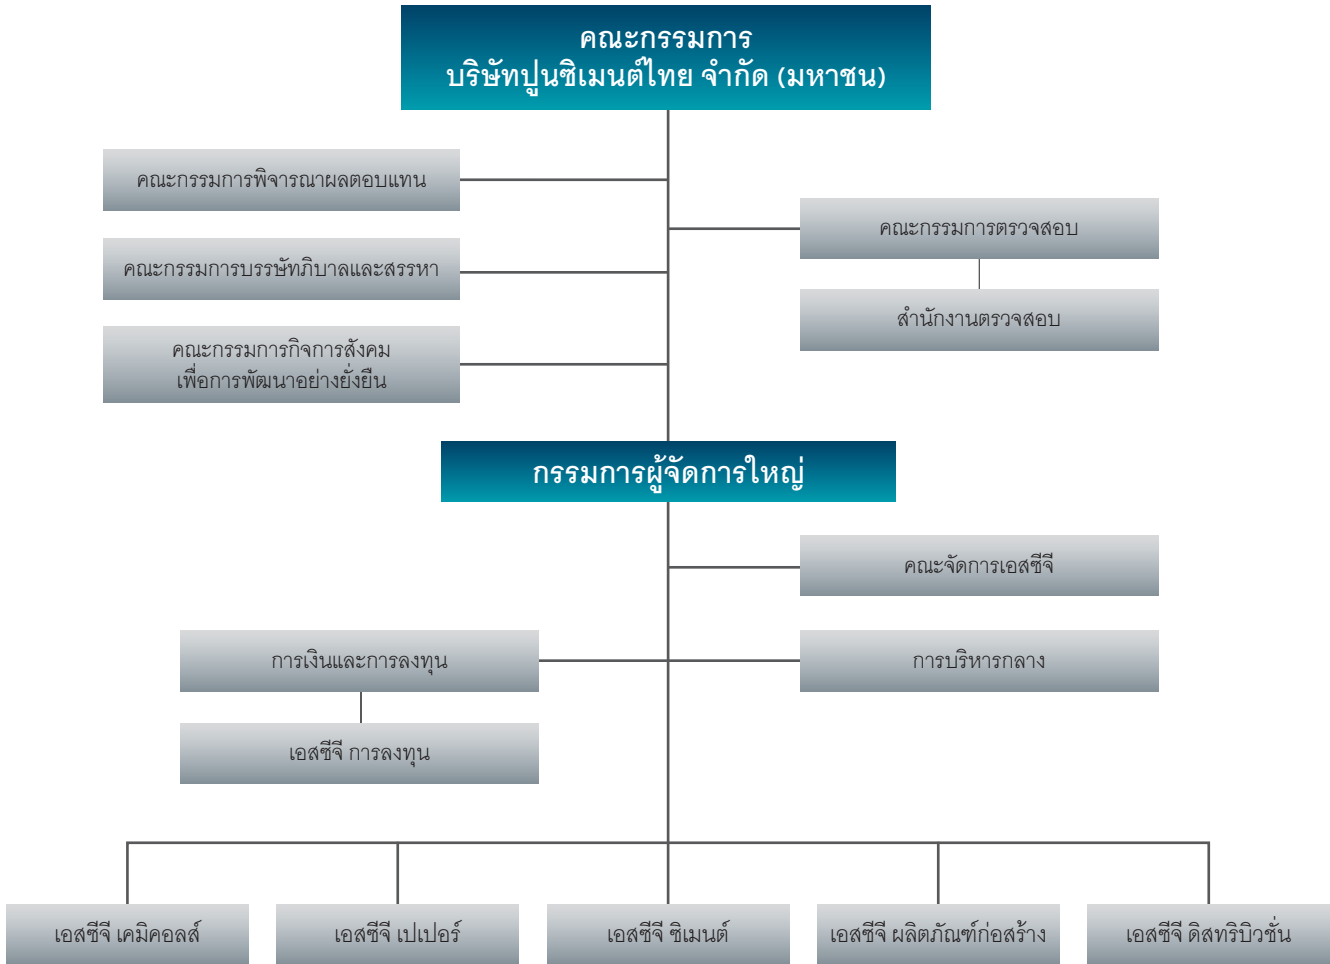 คณะกรรมการ
บริษัทปูนซิเมนต์ไทย จำกัด (มหาชน)
คณะกรรมการพิจารณาผลตอบแทน
คณะกรรมการตรวจสอบ
คณะกรรมการบรรษัทภิบาลและสรรหา
สำนักงานตรวจสอบ
คณะกรรมการกิจการสังคม
เพื่อการพัฒนาอย่างยั่งยืน
กรรมการผู้จัดการใหญ่
คณะจัดการเอสซีจี
การเงินและการลงทุน
การบริหารกลาง
เอสซีจี การลงทุน
เอสซีจี เคมิคอลส์
เอสซีจี เปเปอร์
เอสซีจี ซิเมนต์
เอสซีจี ผลิตภัณฑ์ก่อสร้าง
เอสซีจี ดิสทริบิวชั่น